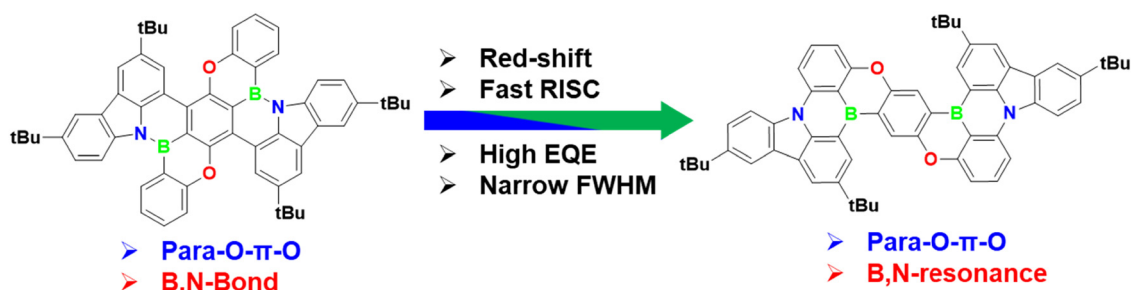 tBu
O
B
N
tBu
tBu
N
B
O
tBu
Para-O-π-O
B,N-Bond
Red-shift
Fast RISC
High EQE
Narrow FWHM
tBu
tBu
O
N
B
B
N
O
tBu
tBu
Para-O-π-O
B,N-resonance